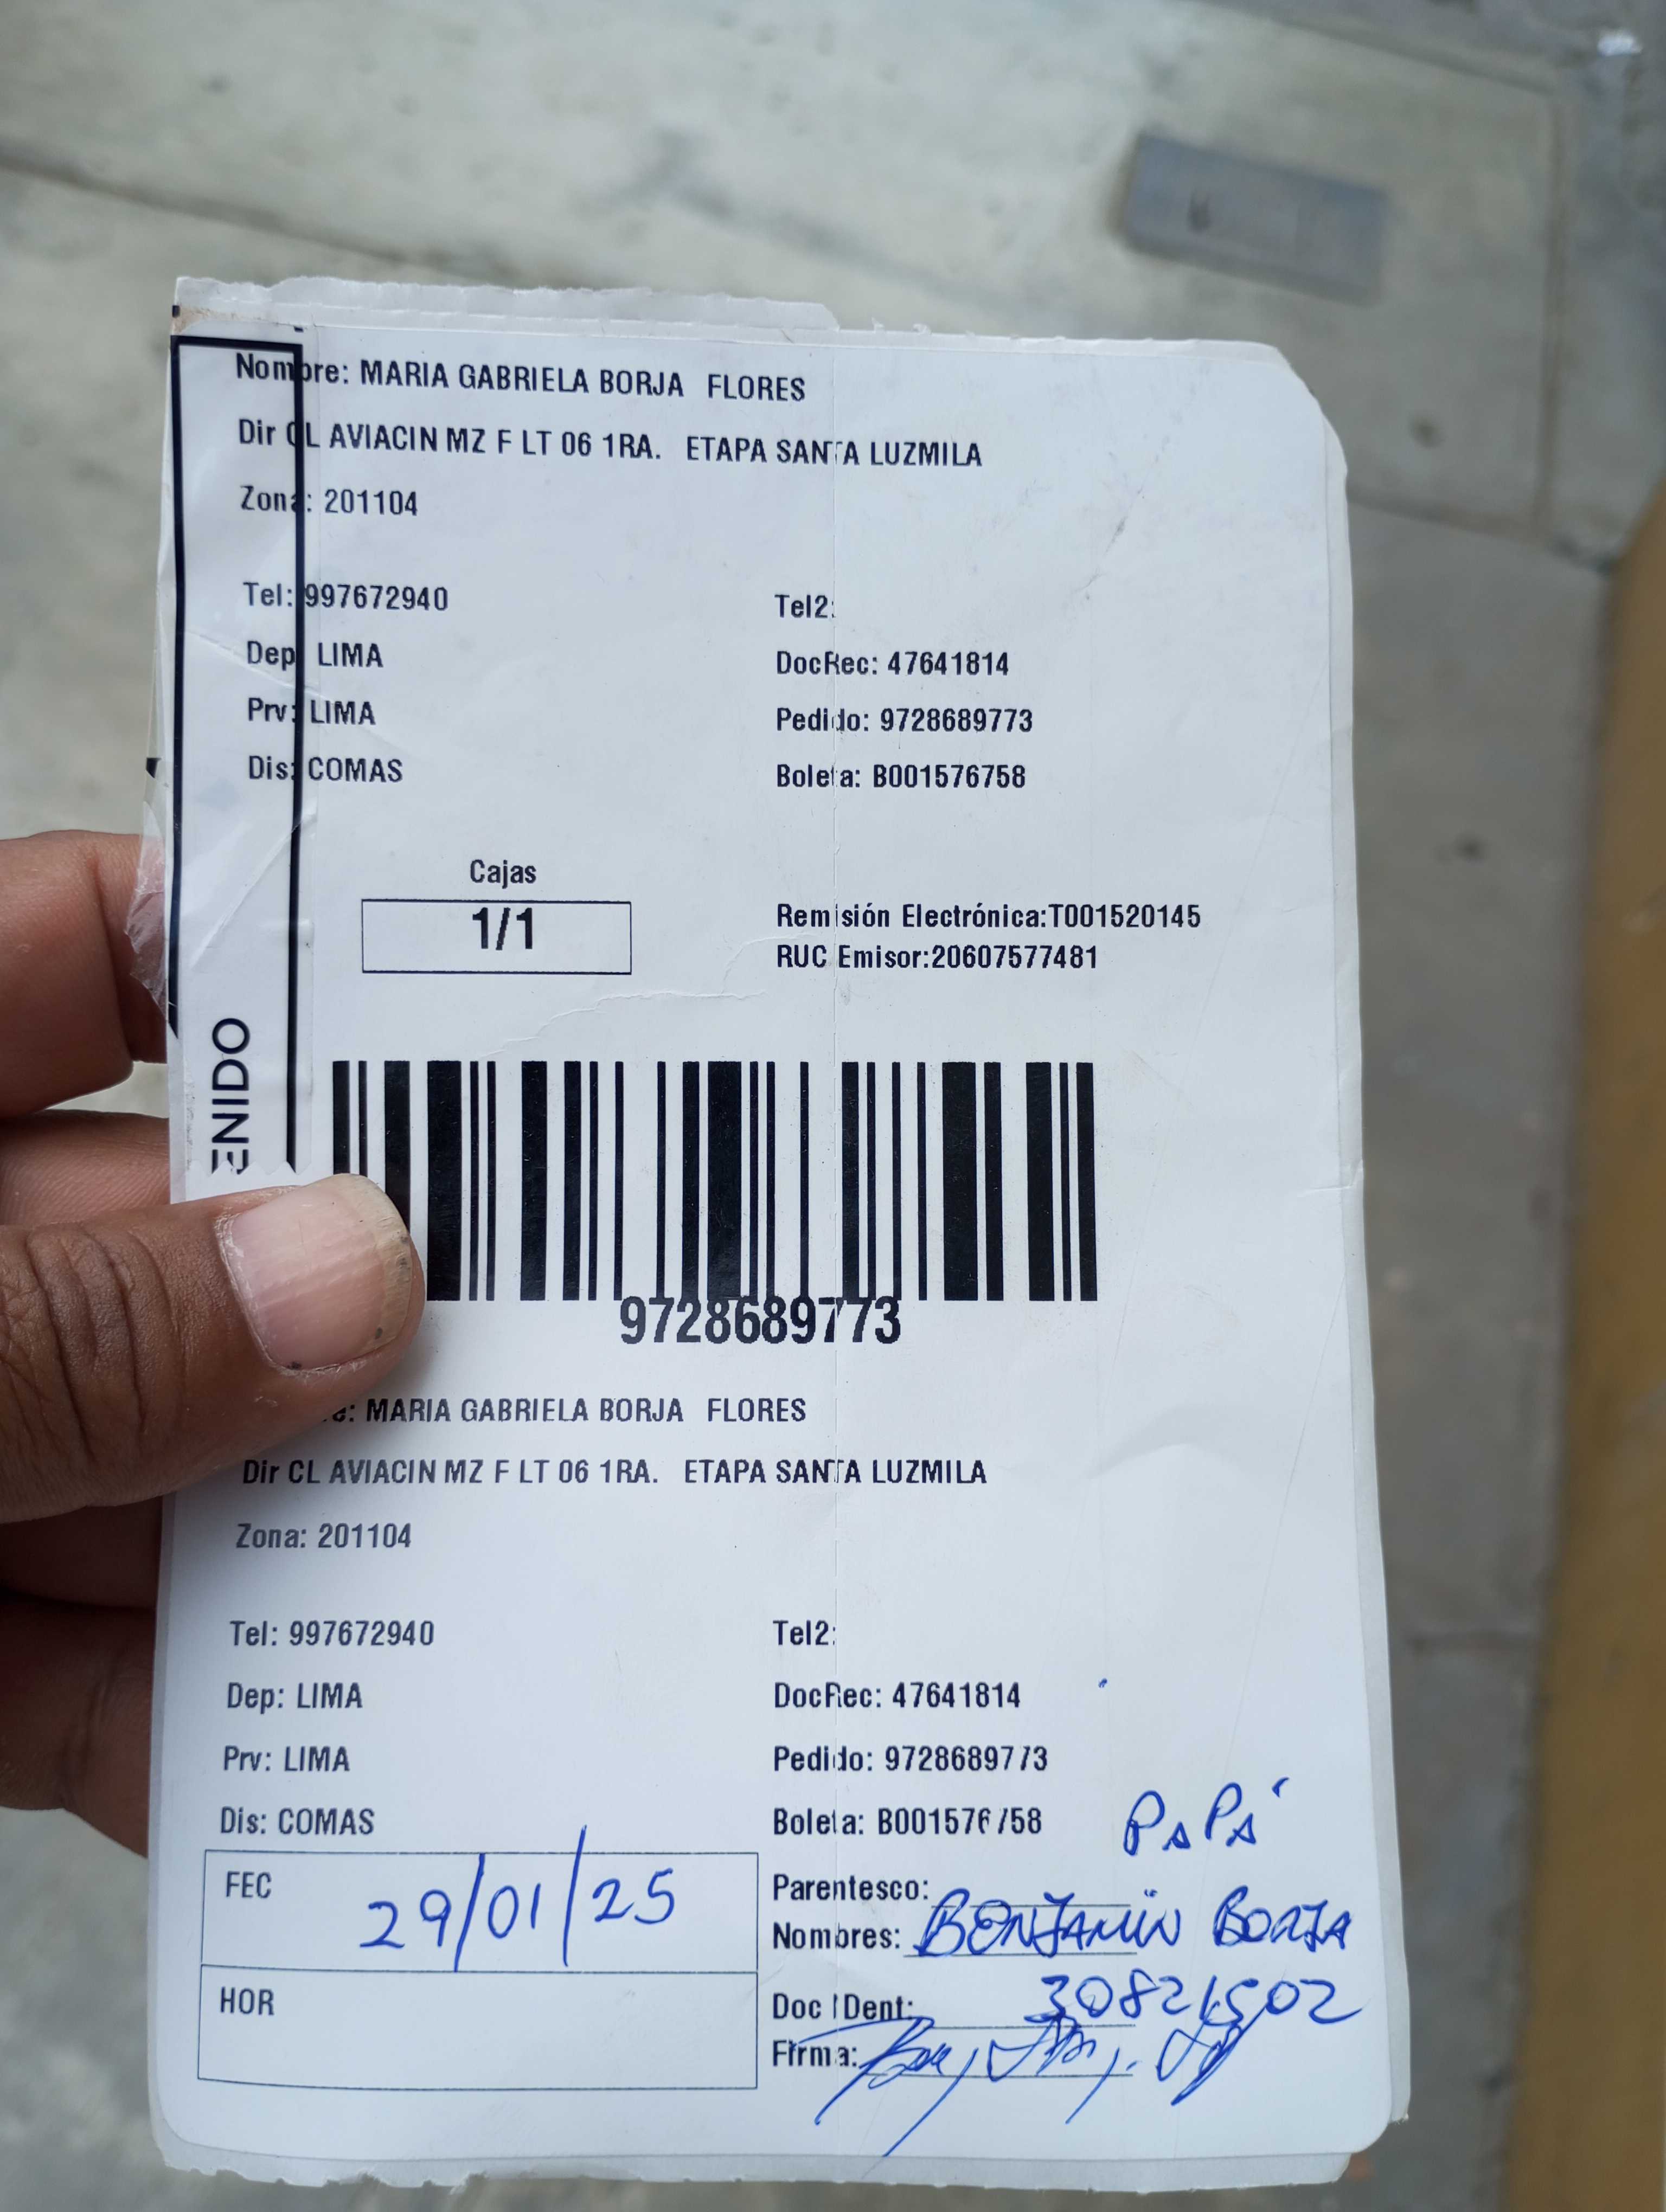 Nombre: MARIA GABRIELA BORJA FLORES
Dir CL AVIACIN MZ F LT 06 1RA. ETAPA SANTA LUZMILA
Zona: 201104
Tel: 997672940 Tel2:
Dep LIMA DocRec: 47641814
Prv: LIMA Pedido: 9728689773
Dis: COMAS Boleta: B001576758
Cajas
1/1
Remisión Electrónica:T001520145
RUC Emisor:20607577481
ENIDO
9728689773
e: MARIA GABRIELA BORJA FLORES
Dir CL AVIACIN MZ F LT 06 1RA. ETAPA SANTA LUZMILA
Zona: 201104
Tel: 997672940 Tel2:
Dep: LIMA DocRec: 47641814
Prv: LIMA Pedido: 9728689773
Dis: COMAS Boleta: B001576758
PAPÁ
FEC 29/01/25 Parentesco:
Nombres: BENJAMIN BORJA
HOR Doc IDent: 30821502
Firma: